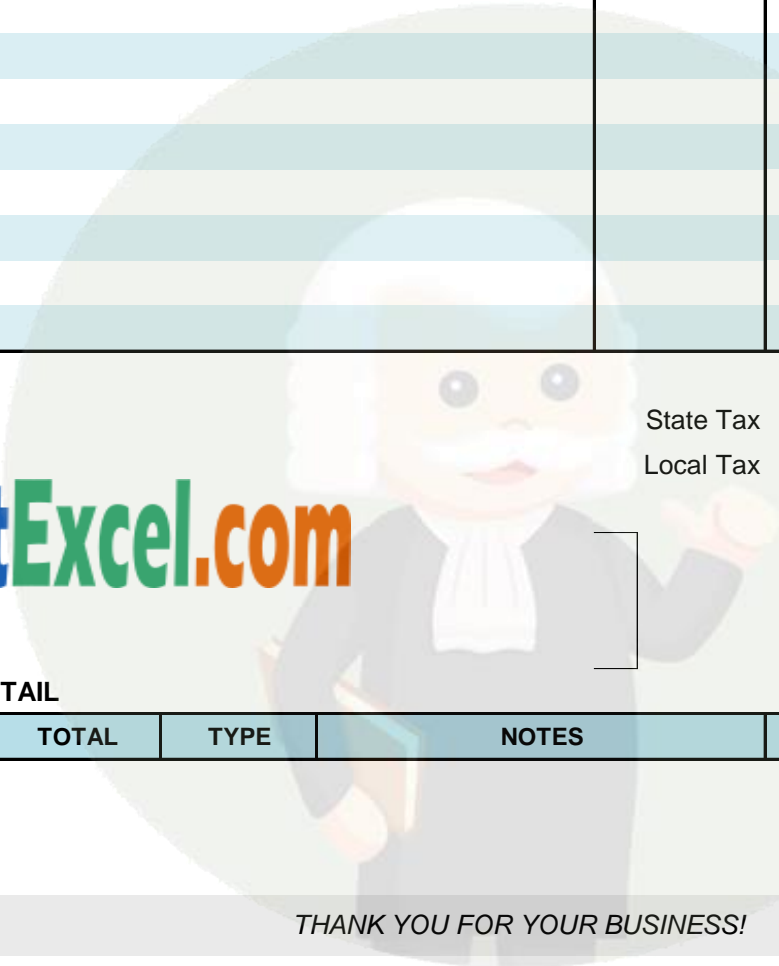 State Tax
Local Tax
tExcel.com
TAIL
TOTAL TYPE NOTES
THANK YOU FOR YOUR BUSINESS!